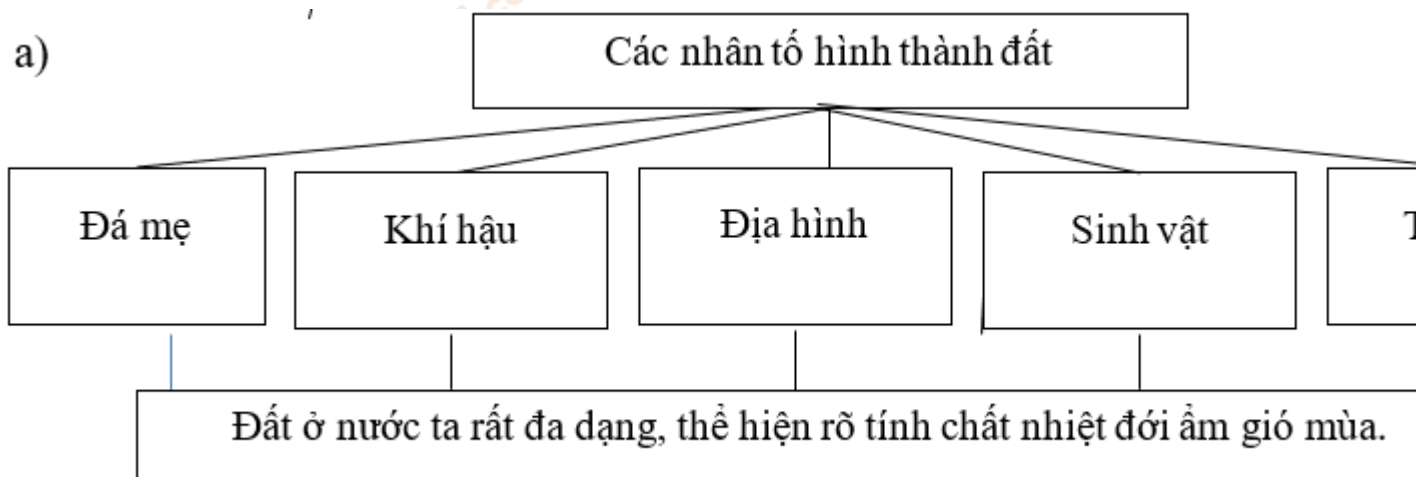 a)
Các nhân tố hình thành đất
Đá mẹ
Khí hậu
Địa hình
Sinh vật
Đất ở nước ta rất đa dạng, thể hiện rõ tính chất nhiệt đới ẩm gió mùa.